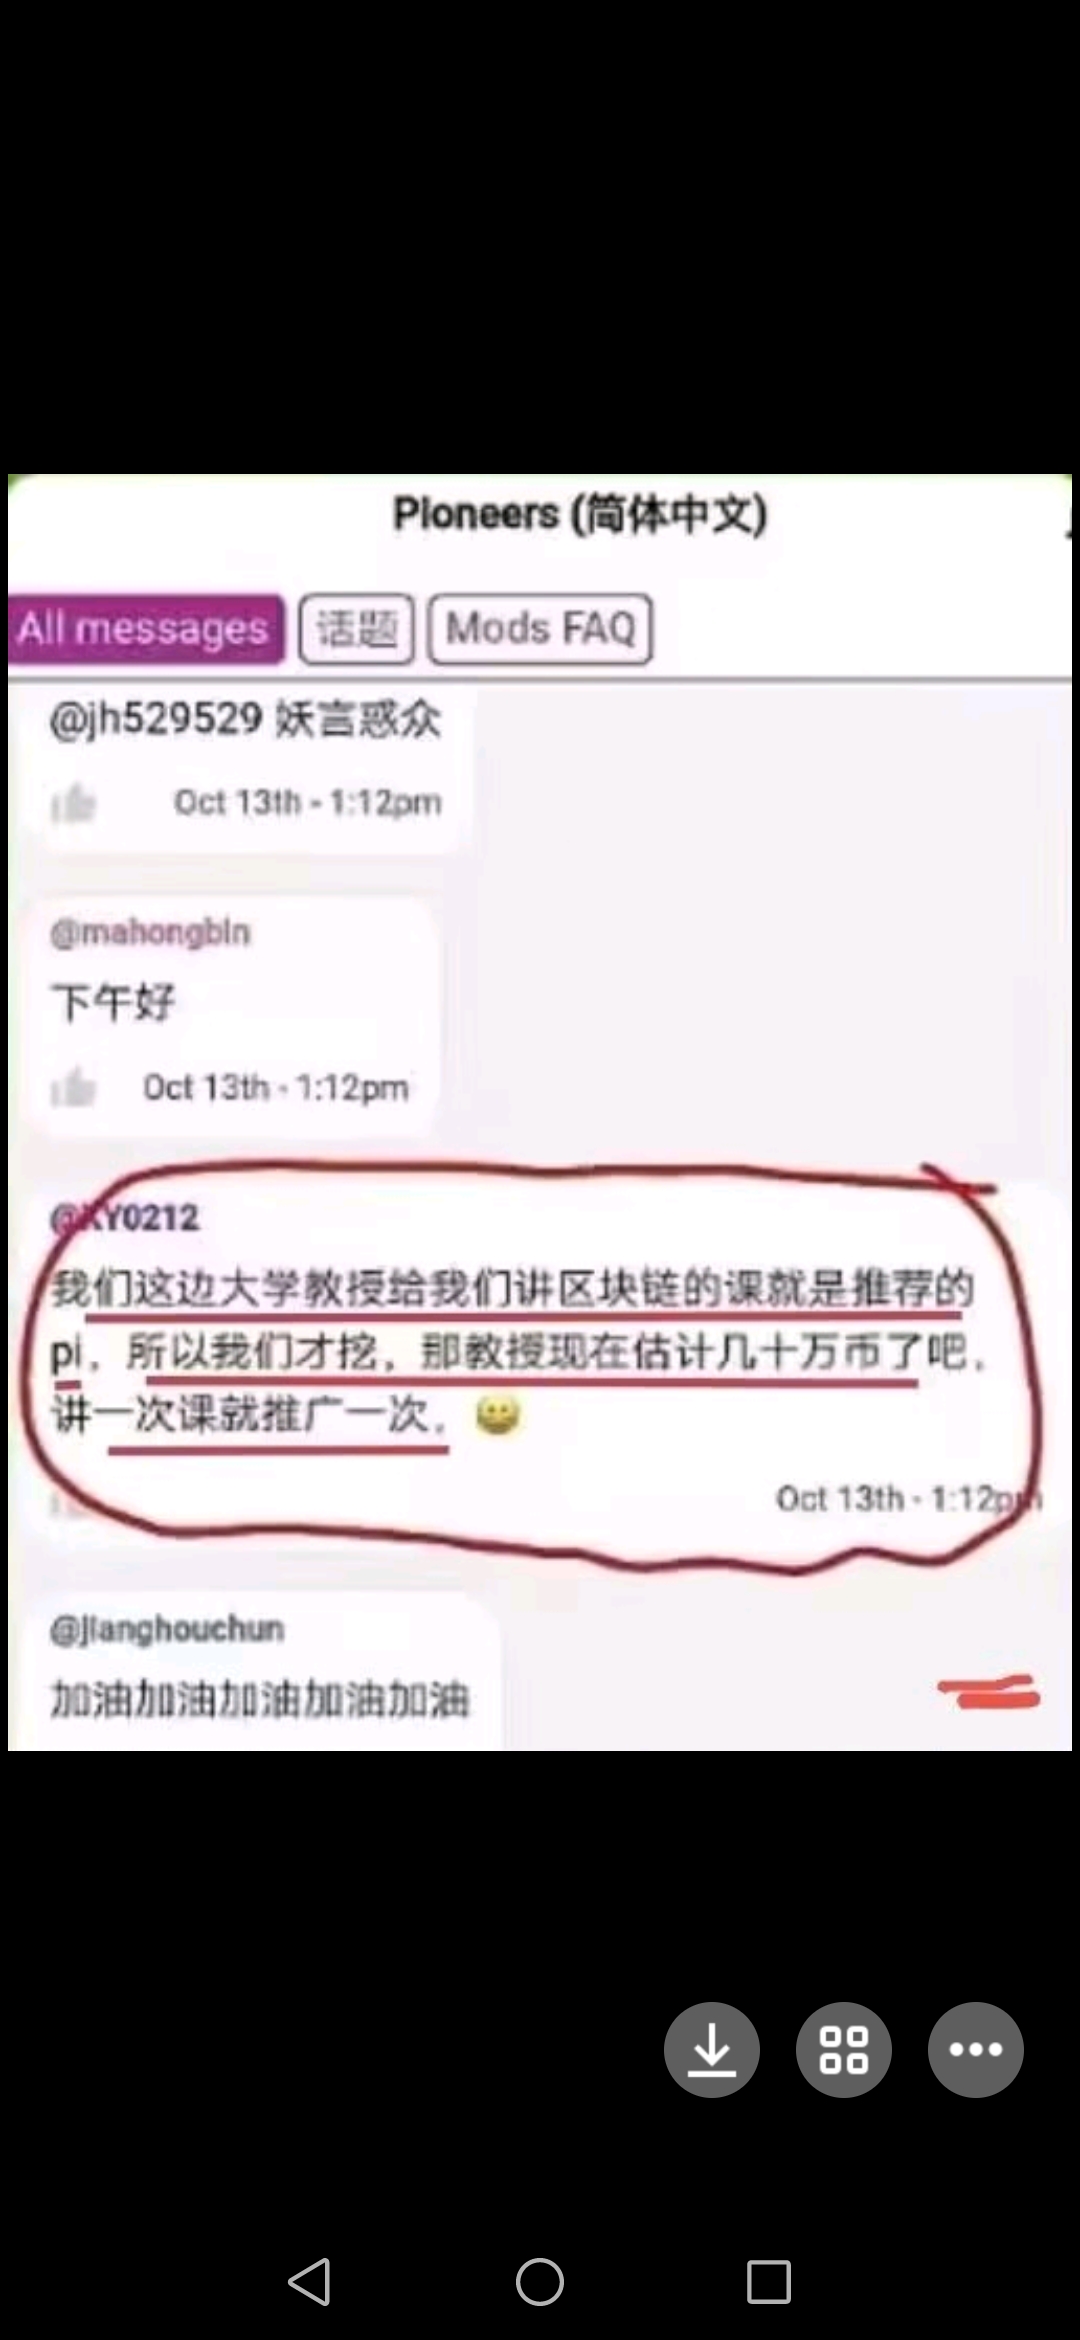 Pioneers (简体中文)
All messages 话题 Mods FAQ
@jh529529 妖言惑众
Oct 13th - 1:12pm
@mahongbin
下午好
Oct 13th - 1:12pm
@XY0212
我们这边大学教授给我们讲区块链的课就是推荐的
pi，所以我们才挖，那教授现在估计几十万币了吧，
讲一次课就推广一次，😀
Oct 13th - 1:12pm
@jianghouchun
加油加油加油加油加油